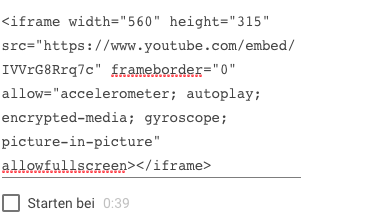 <iframe width="560" height="315"
src="https://www.youtube.com/embed/
IVVrG8Rrq7c" frameborder="0"
allow="accelerometer; autoplay;
encrypted-media; gyroscope;
picture-in-picture"
allowfullscreen></iframe>
Starten bei 0:39